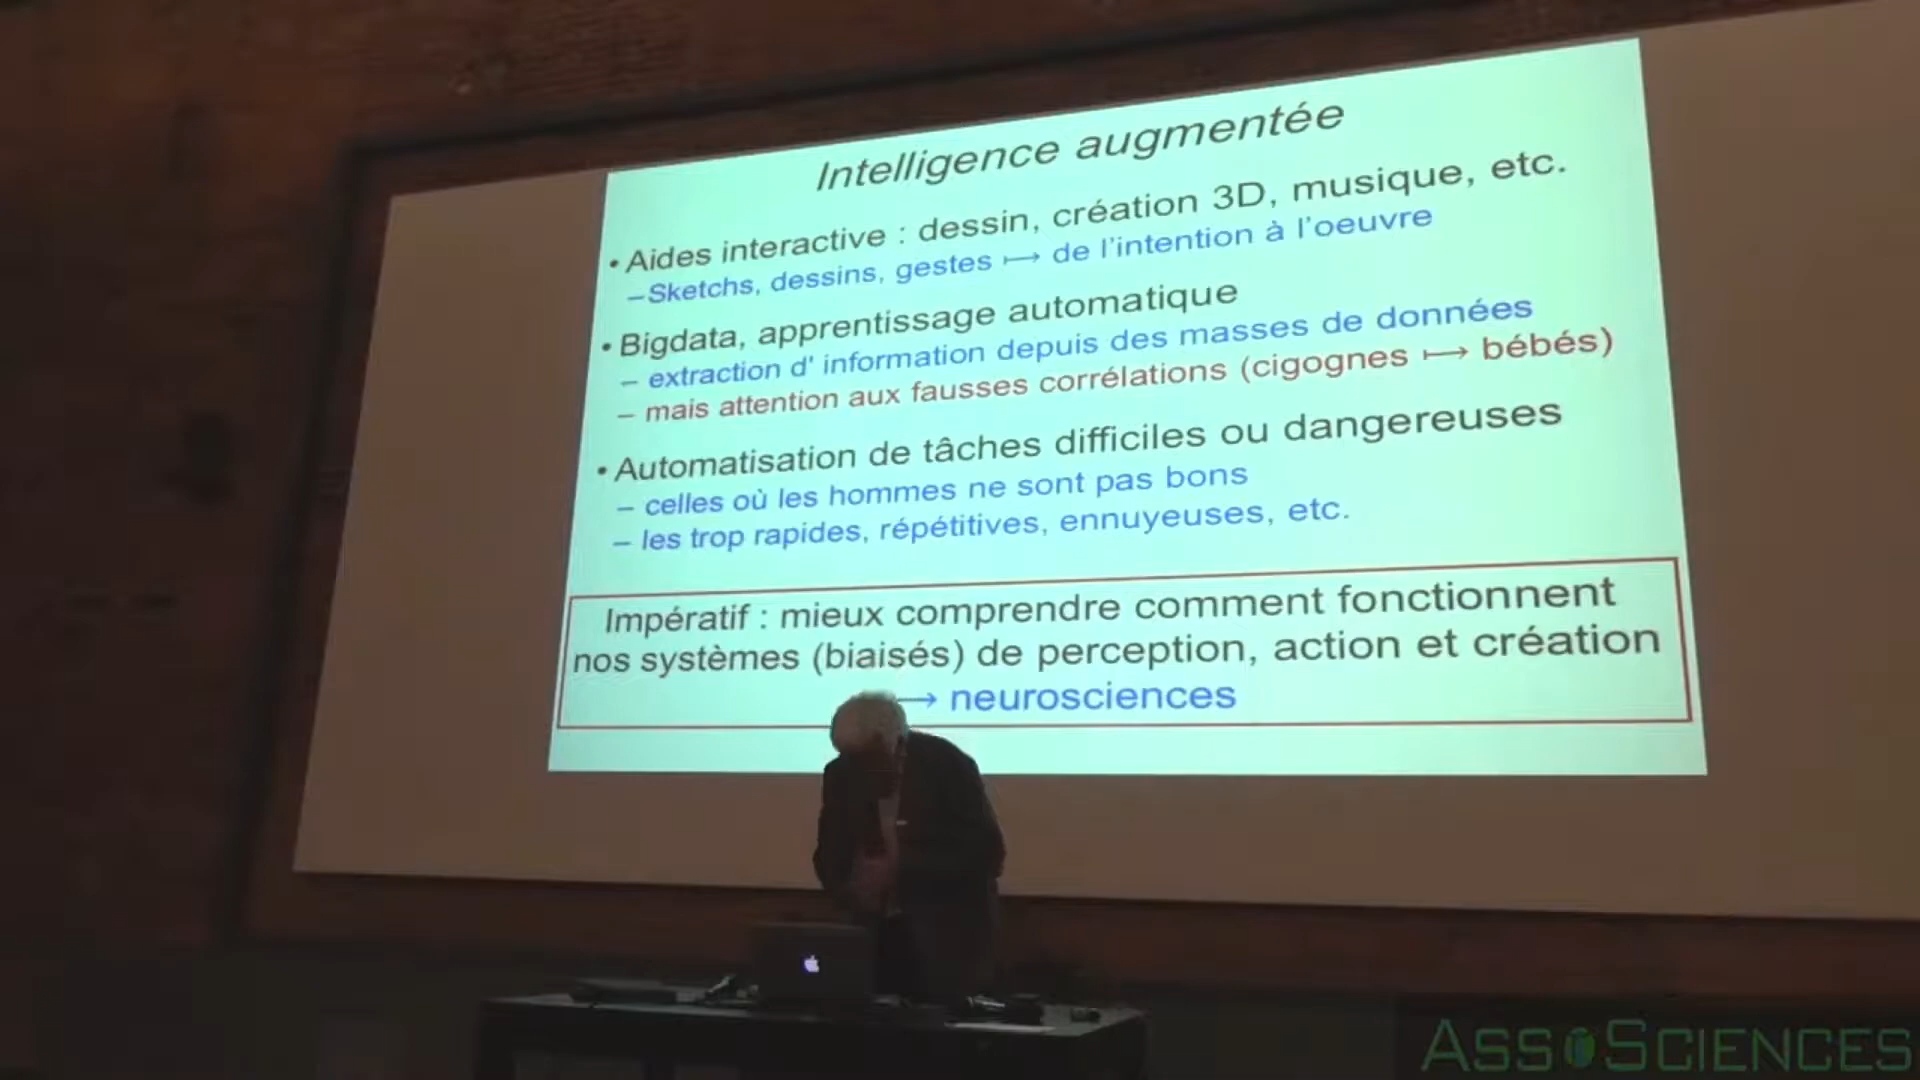 Intelligence augmentée
• Aides interactive : dessin, création 3D, musique, etc.
–Sketchs, dessins, gestes ⟼ de l'intention à l'oeuvre
• Bigdata, apprentissage automatique
– extraction d' information depuis des masses de données
– mais attention aux fausses corrélations (cigognes ⟼ bébés)
• Automatisation de tâches difficiles ou dangereuses
– celles où les hommes ne sont pas bons
– les trop rapides, répétitives, ennuyeuses, etc.
Impératif : mieux comprendre comment fonctionnent
nos systèmes (biaisés) de perception, action et création
⟼ neurosciences
ASSOSCIENCES